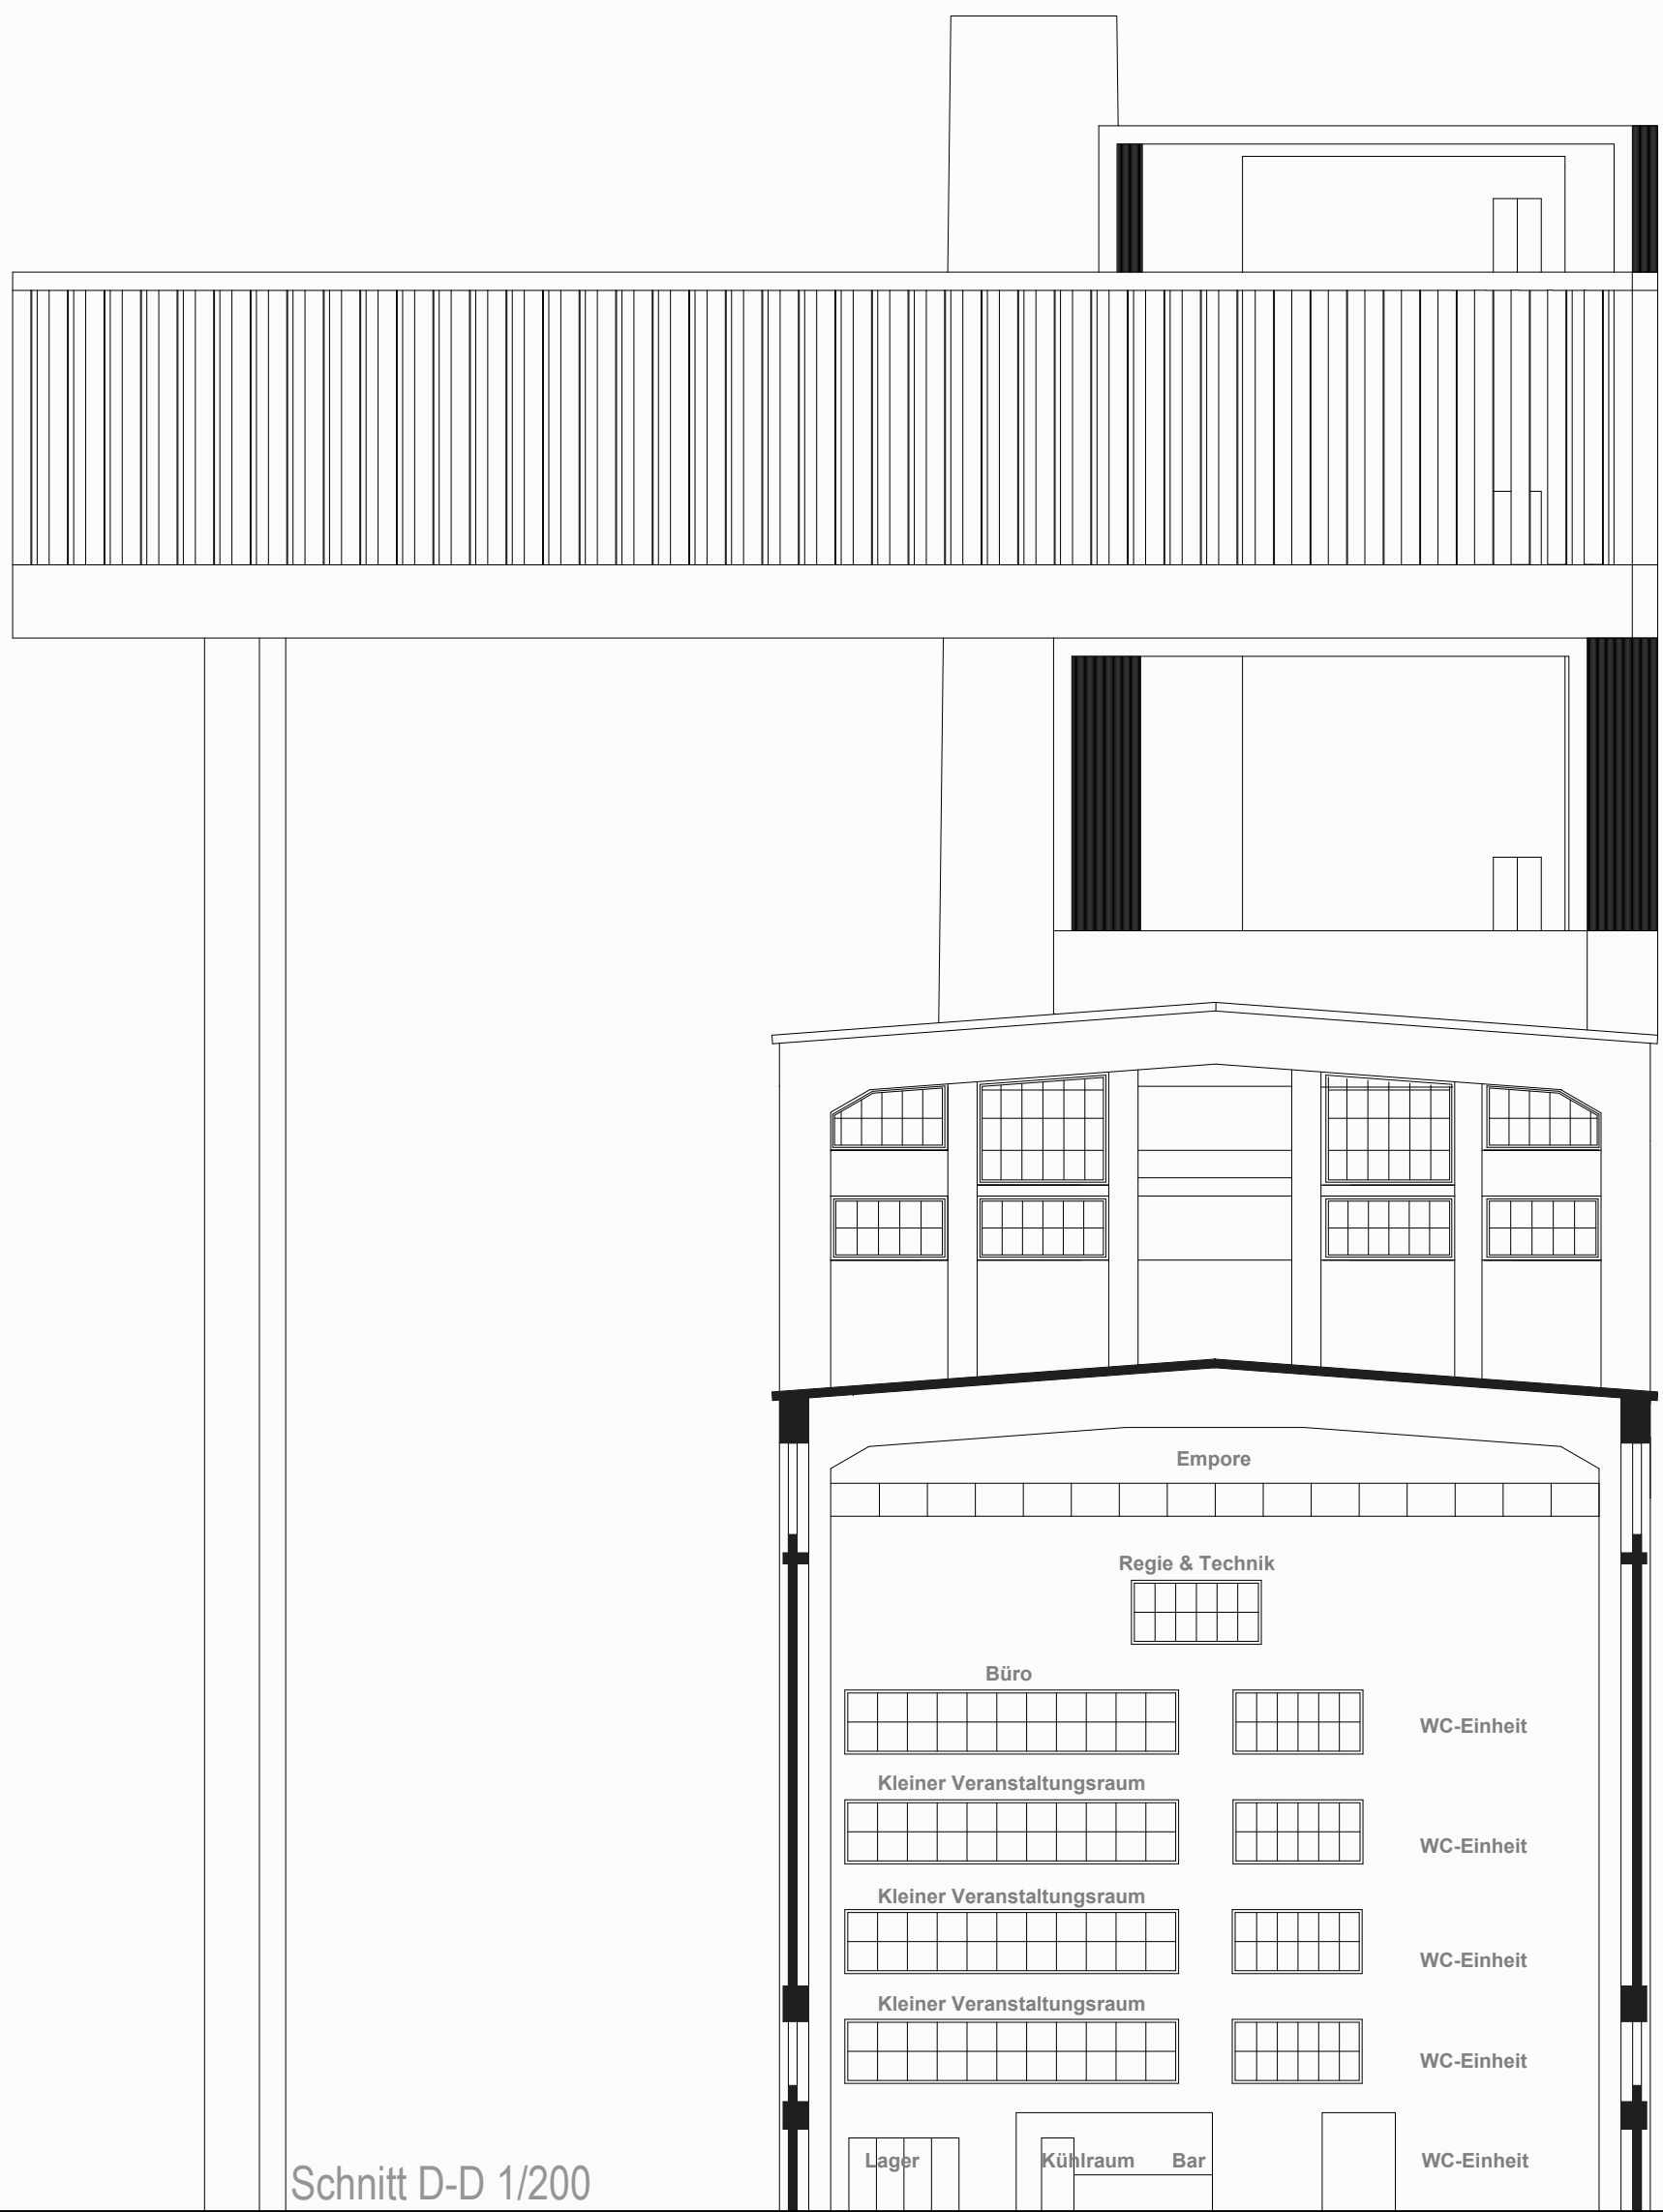 Empore
Regie & Technik
Büro
WC-Einheit
Kleiner Veranstaltungsraum
WC-Einheit
Kleiner Veranstaltungsraum
WC-Einheit
Kleiner Veranstaltungsraum
WC-Einheit
Lager Kühlraum Bar WC-Einheit
Schnitt D-D 1/200